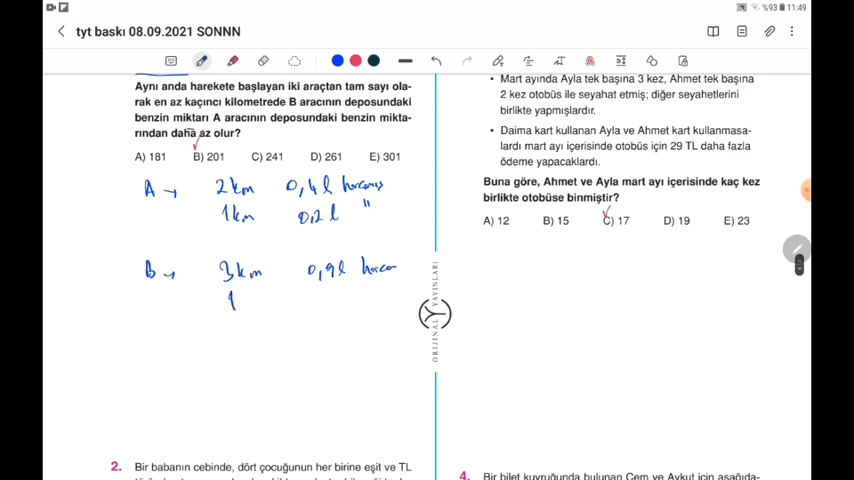 %93 11:49
tyt baskı 08.09.2021 SONNN
Aynı anda harekete başlayan iki araçtan tam sayı ola-
rak en az kaçıncı kilometrede B aracının deposundaki
benzin miktarı A aracının deposundaki benzin mikta-
rından daha az olur?
A) 181 B) 201 C) 241 D) 261 E) 301
A → 2 km 0,4 l harcamış
1 km 0,2 l "
B → 3 km 0,9 l harcam
1
2. Bir babanın cebinde, dört çocuğunun her birine eşit ve TL
• Mart ayında Ayla tek başına 3 kez, Ahmet tek başına
2 kez otobüs ile seyahat etmiş; diğer seyahatlerini
birlikte yapmışlardır.
• Daima kart kullanan Ayla ve Ahmet kart kullanmasa-
lardı mart ayı içerisinde otobüs için 29 TL daha fazla
ödeme yapacaklardı.
Buna göre, Ahmet ve Ayla mart ayı içerisinde kaç kez
birlikte otobüse binmiştir?
A) 12 B) 15 C) 17 D) 19 E) 23
ORİJİNAL YAYINLARI
4. Bir bilet kuyruğunda bulunan Cem ve Aykut için aşağıda-